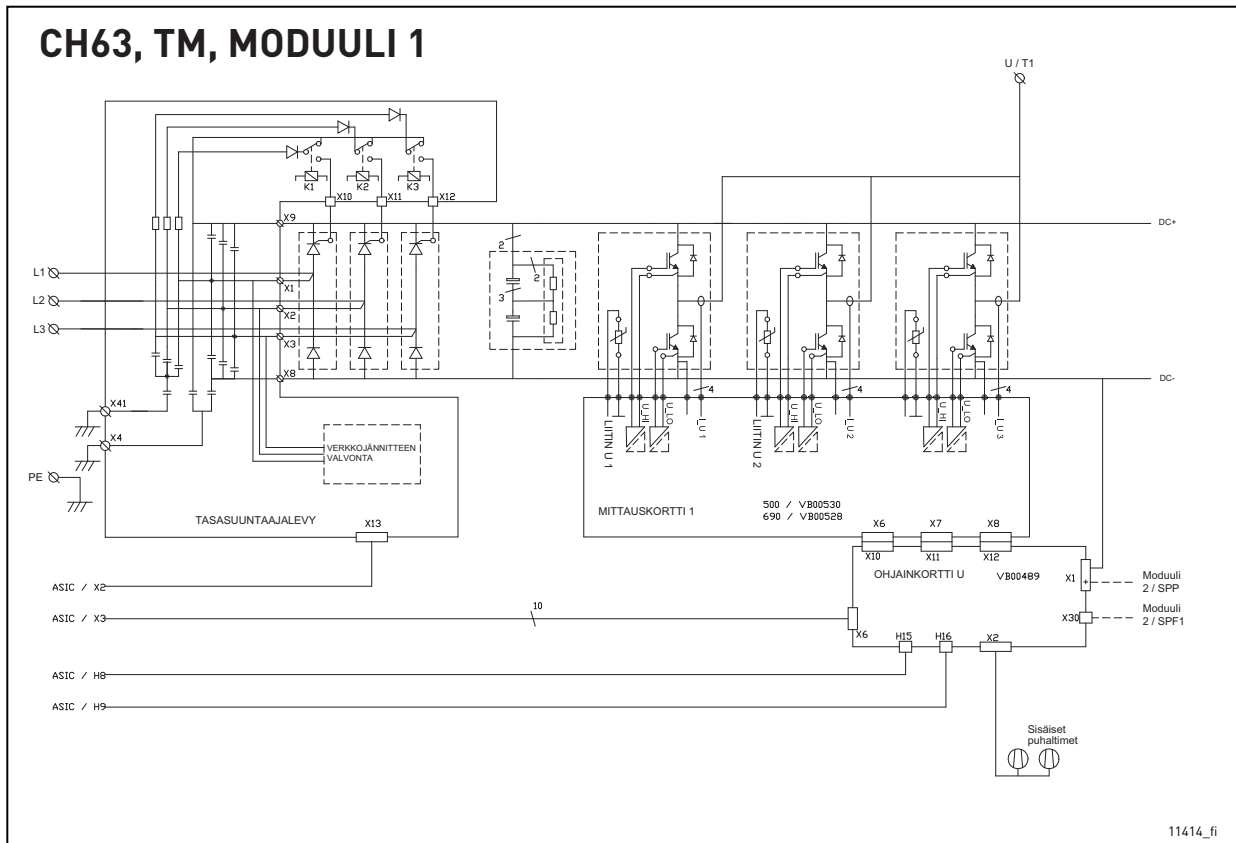 CH63, TM, MODUULI 1
U / T1
K1
K2
K3
X10
X11
X12
X9
DC+
L1
X1
L2
X2
L3
X3
X8
DC-
2
2
3
4
4
4
X41
X4
PE
VERKKOJÄNNITTEEN
VALVONTA
TASASUUNTAAJALEVY
X13
LIITIN U 1
U_HI
U_LO
I_U 1
LIITIN U 2
U_HI
U_LO
I_U 2
U_HI
U_LO
I_U 3
MITTAUSKORTTI 1
500 / VB00530
690 / VB00528
X6
X7
X8
X10
X11
X12
OHJAINKORTTI U
VB00489
X1
+
Moduuli
2 / SPP
X30
Moduuli
2 / SPF1
X6
H15
H16
X2
ASIC / X2
ASIC / X3
10
ASIC / H8
ASIC / H9
Sisäiset
puhaltimet
11414_fi